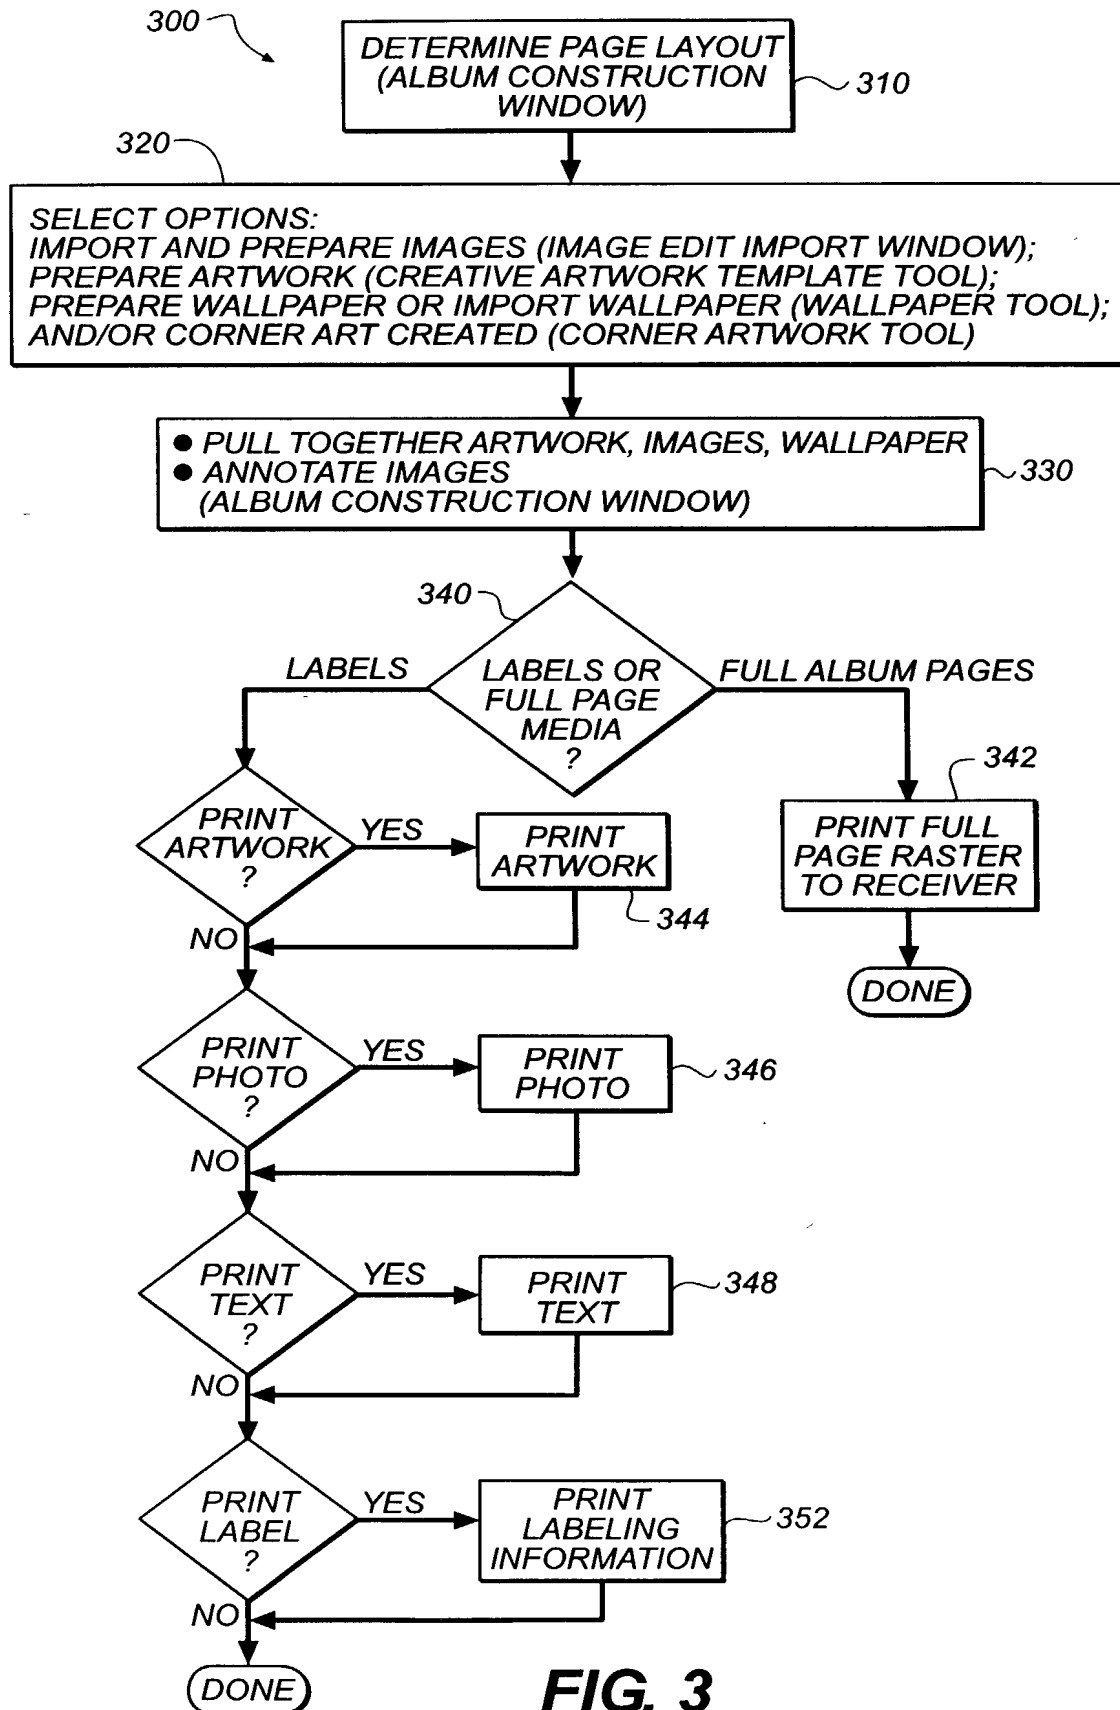 300
DETERMINE PAGE LAYOUT
(ALBUM CONSTRUCTION
WINDOW)
310
320
SELECT OPTIONS:
IMPORT AND PREPARE IMAGES (IMAGE EDIT IMPORT WINDOW);
PREPARE ARTWORK (CREATIVE ARTWORK TEMPLATE TOOL);
PREPARE WALLPAPER OR IMPORT WALLPAPER (WALLPAPER TOOL);
AND/OR CORNER ART CREATED (CORNER ARTWORK TOOL)
● PULL TOGETHER ARTWORK, IMAGES, WALLPAPER
● ANNOTATE IMAGES
(ALBUM CONSTRUCTION WINDOW)
330
340
LABELS
LABELS OR
FULL PAGE
MEDIA
?
FULL ALBUM PAGES
342
PRINT FULL
PAGE RASTER
TO RECEIVER
DONE
PRINT
ARTWORK
?
YES
PRINT
ARTWORK
344
NO
PRINT
PHOTO
?
YES
PRINT
PHOTO
346
NO
PRINT
TEXT
?
YES
PRINT
TEXT
348
NO
PRINT
LABEL
?
YES
PRINT
LABELING
INFORMATION
352
NO
DONE
FIG. 3